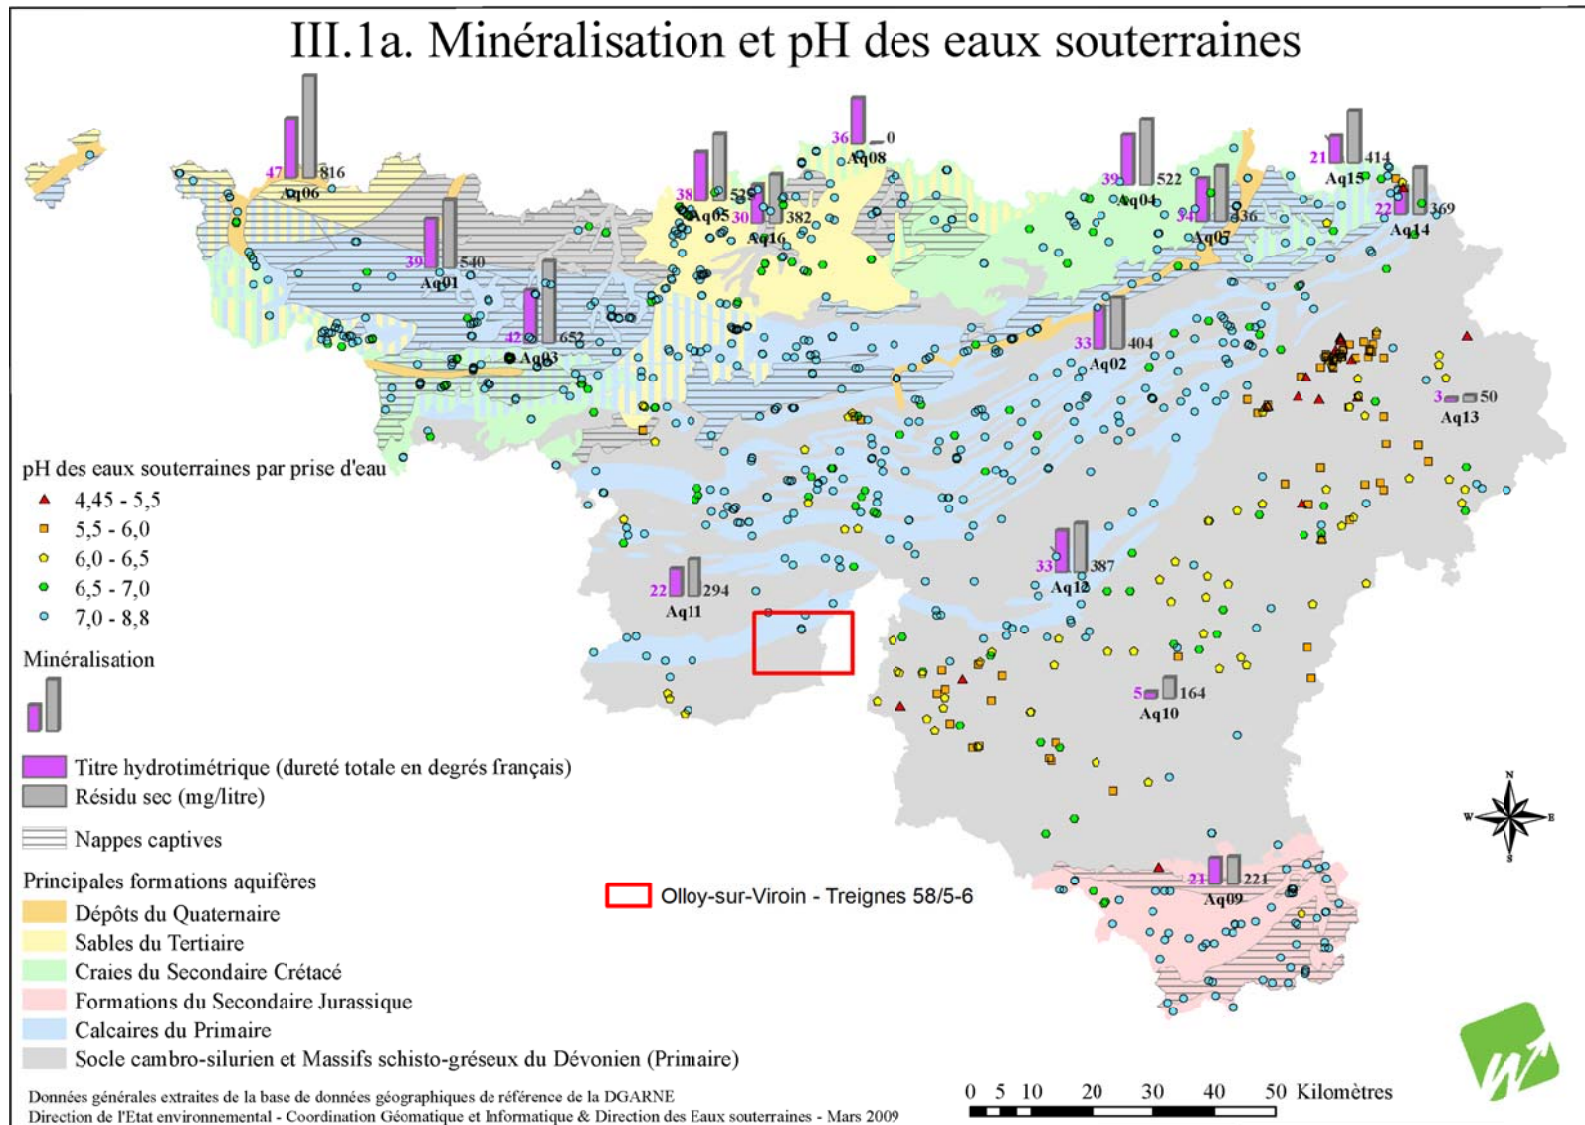 III.1a. Minéralisation et pH des eaux souterraines
47 816
Aq06
36 0
Aq08
38 525
Aq05
30 382
Aq16
39 522
Aq04
34 436
Aq07
21 414
Aq15
22 369
Aq14
39 540
Aq01
42 652
Aq03
33 404
Aq02
3 50
Aq13
33 387
Aq12
22 294
Aq11
5 164
Aq10
21 221
Aq09
pH des eaux souterraines par prise d'eau
4,45 - 5,5
5,5 - 6,0
6,0 - 6,5
6,5 - 7,0
7,0 - 8,8
Minéralisation
Titre hydrotimétrique (dureté totale en degrés français)
Résidu sec (mg/litre)
Nappes captives
Principales formations aquifères
Dépôts du Quaternaire
Sables du Tertiaire
Craies du Secondaire Crétacé
Formations du Secondaire Jurassique
Calcaires du Primaire
Socle cambro-silurien et Massifs schisto-gréseux du Dévonien (Primaire)
Olloy-sur-Viroin - Treignes 58/5-6
N
W E
S
W
0 5 10 20 30 40 50 Kilomètres
Données générales extraites de la base de données géographiques de référence de la DGARNE
Direction de l'Etat environnemental - Coordination Géomatique et Informatique & Direction des Eaux souterraines - Mars 2009